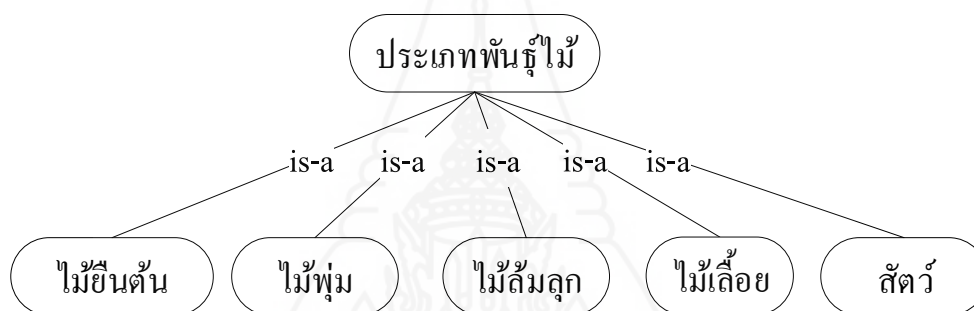 ประเภทพันธุ์ไม้
is-a is-a is-a is-a is-a
ไม้ยืนต้น ไม้พุ่ม ไม้ล้มลุก ไม้เลื้อย สัตว์